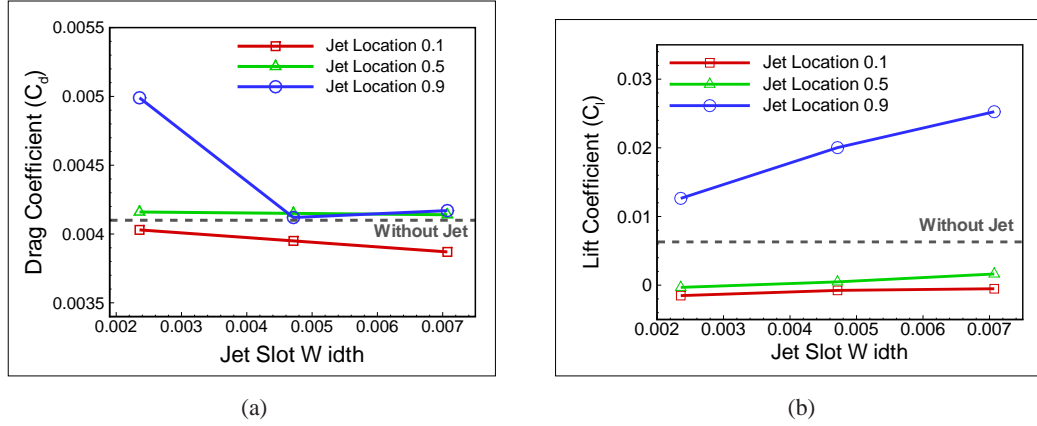 0.0055
0.005
0.0045
0.004
0.0035
Drag Coefficient (Cd)
Jet Location 0.1
Jet Location 0.5
Jet Location 0.9
Without Jet
0.002 0.003 0.004 0.005 0.006 0.007
Jet Slot W idth
(a)
0.03
0.02
0.01
0
Lift Coefficient (Cl)
Jet Location 0.1
Jet Location 0.5
Jet Location 0.9
Without Jet
0.002 0.003 0.004 0.005 0.006 0.007
Jet Slot W idth
(b)